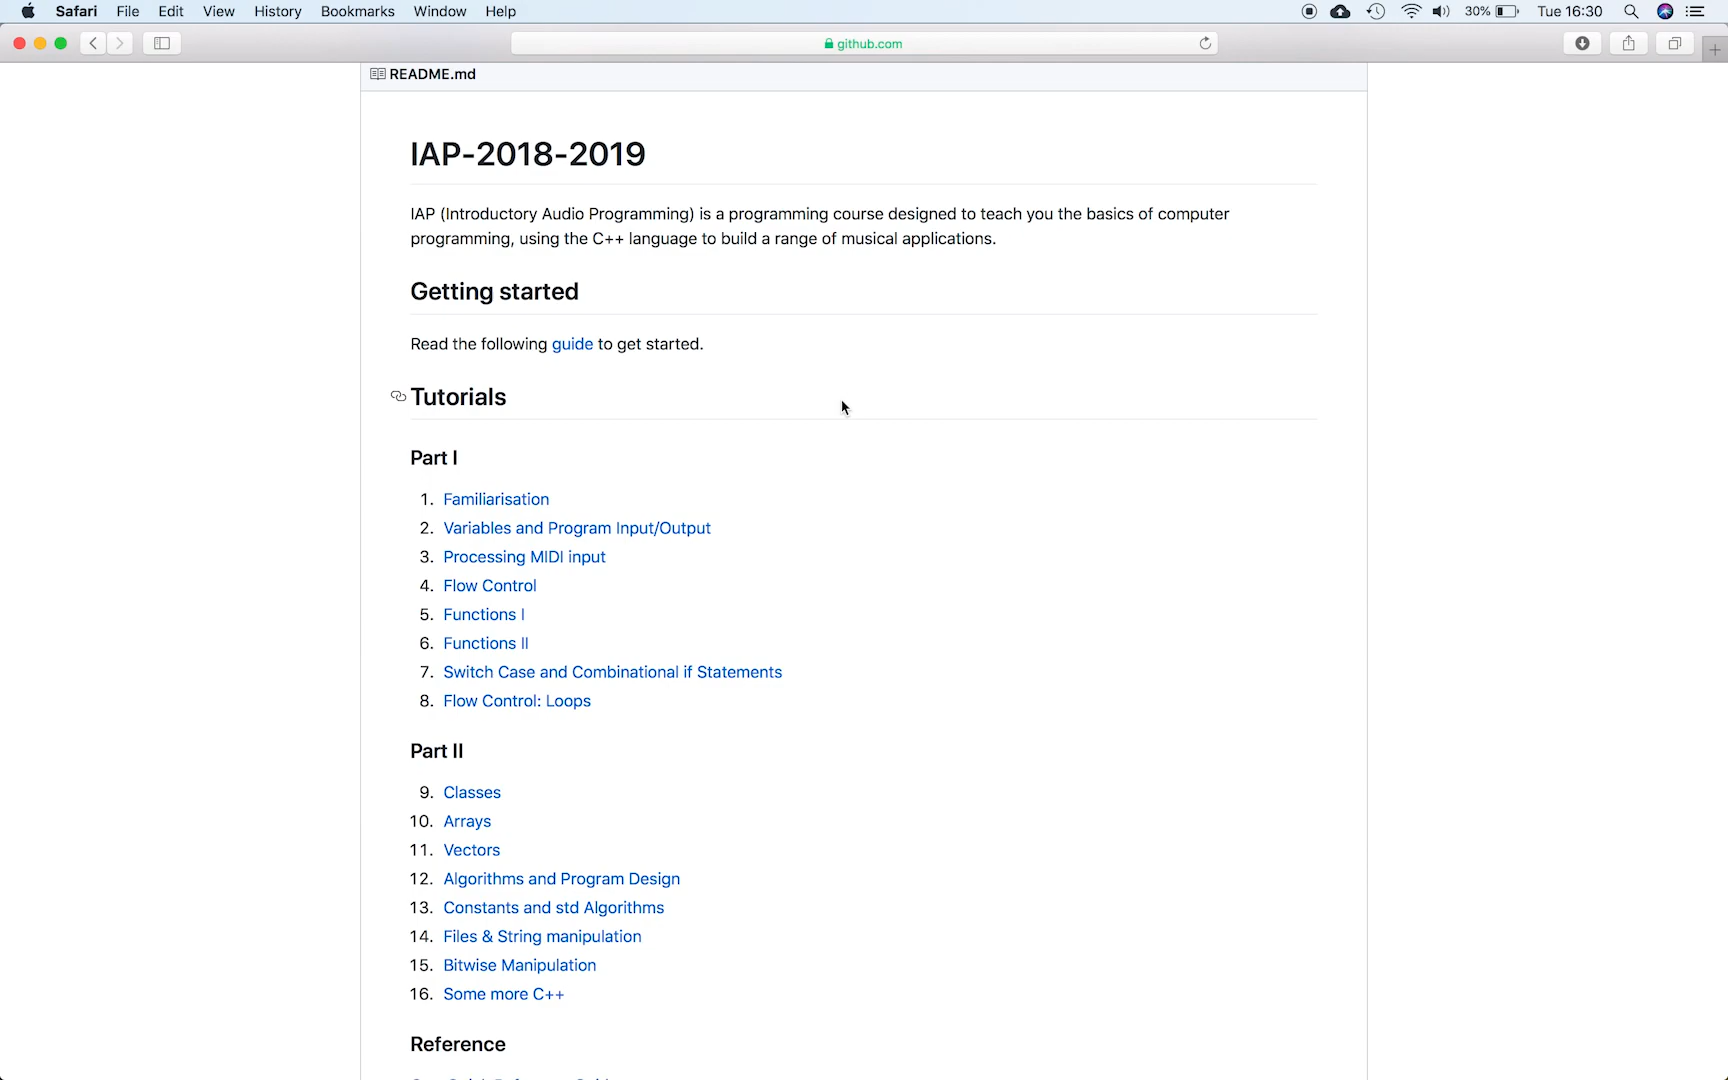 Safari File Edit View History Bookmarks Window Help 30% Tue 16:30
github.com
README.md
IAP-2018-2019
IAP (Introductory Audio Programming) is a programming course designed to teach you the basics of computer
programming, using the C++ language to build a range of musical applications.
Getting started
Read the following guide to get started.
Tutorials
Part I
1. Familiarisation
2. Variables and Program Input/Output
3. Processing MIDI input
4. Flow Control
5. Functions I
6. Functions II
7. Switch Case and Combinational if Statements
8. Flow Control: Loops
Part II
9. Classes
10. Arrays
11. Vectors
12. Algorithms and Program Design
13. Constants and std Algorithms
14. Files & String manipulation
15. Bitwise Manipulation
16. Some more C++
Reference